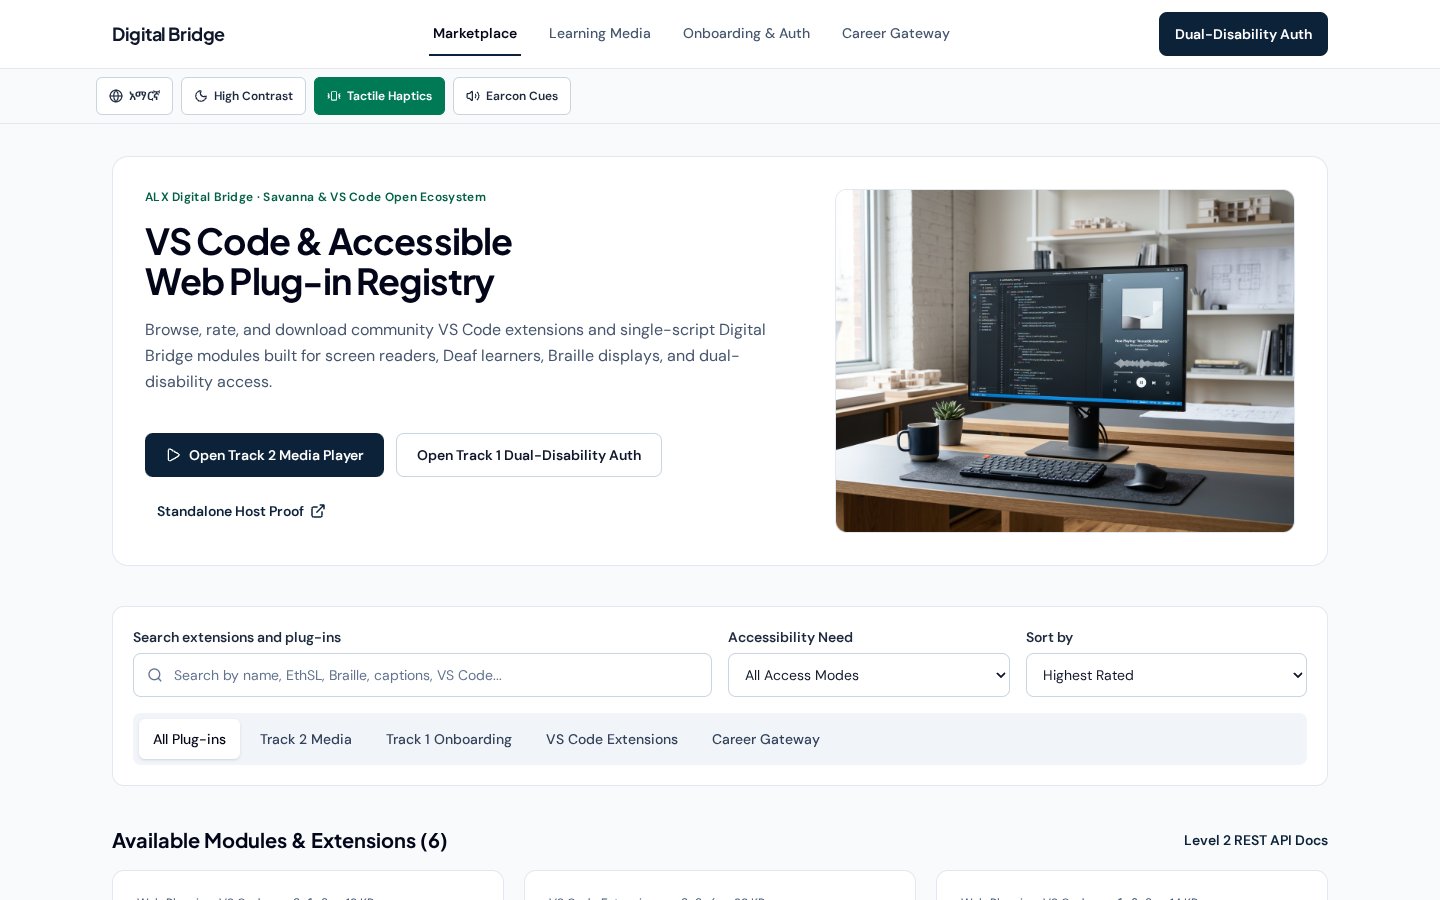 Digital Bridge
Marketplace
Learning Media
Onboarding & Auth
Career Gateway
Dual-Disability Auth
አማርኛ
High Contrast
Tactile Haptics
Earcon Cues
ALX Digital Bridge · Savanna & VS Code Open Ecosystem
VS Code & Accessible
Web Plug-in Registry
Browse, rate, and download community VS Code extensions and single-script Digital
Bridge modules built for screen readers, Deaf learners, Braille displays, and dual-
disability access.
Open Track 2 Media Player
Open Track 1 Dual-Disability Auth
Standalone Host Proof
Search extensions and plug-ins
Search by name, EthSL, Braille, captions, VS Code...
Accessibility Need
All Access Modes
Sort by
Highest Rated
All Plug-ins
Track 2 Media
Track 1 Onboarding
VS Code Extensions
Career Gateway
Available Modules & Extensions (6)
Level 2 REST API Docs